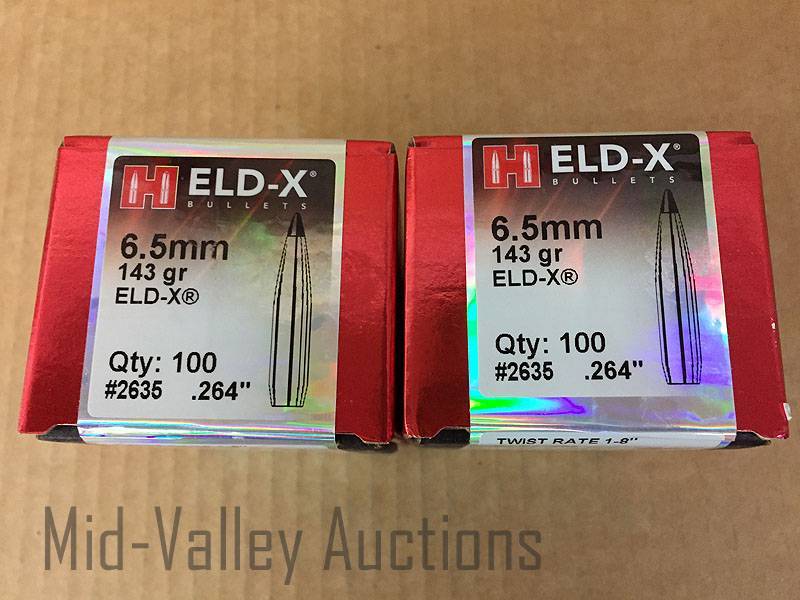 H ELD-X®
BULLETS
6.5mm
143 gr
ELD-X®
Qty: 100
#2635 .264"
H ELD-X®
BULLETS
6.5mm
143 gr
ELD-X®
Qty: 100
#2635 .264"
TWIST RATE 1-8"
Mid-Valley Auctions